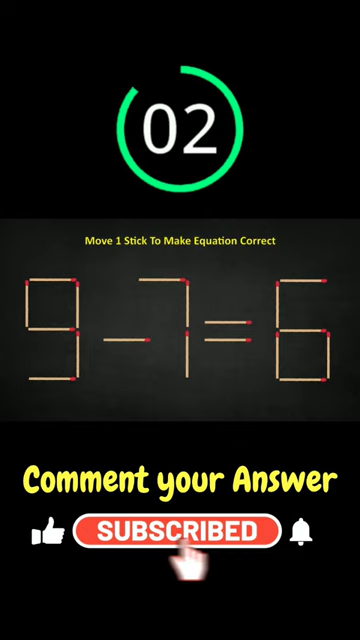 02
Move 1 Stick To Make Equation Correct
9-7=6
Comment your Answer
SUBSCRIBED